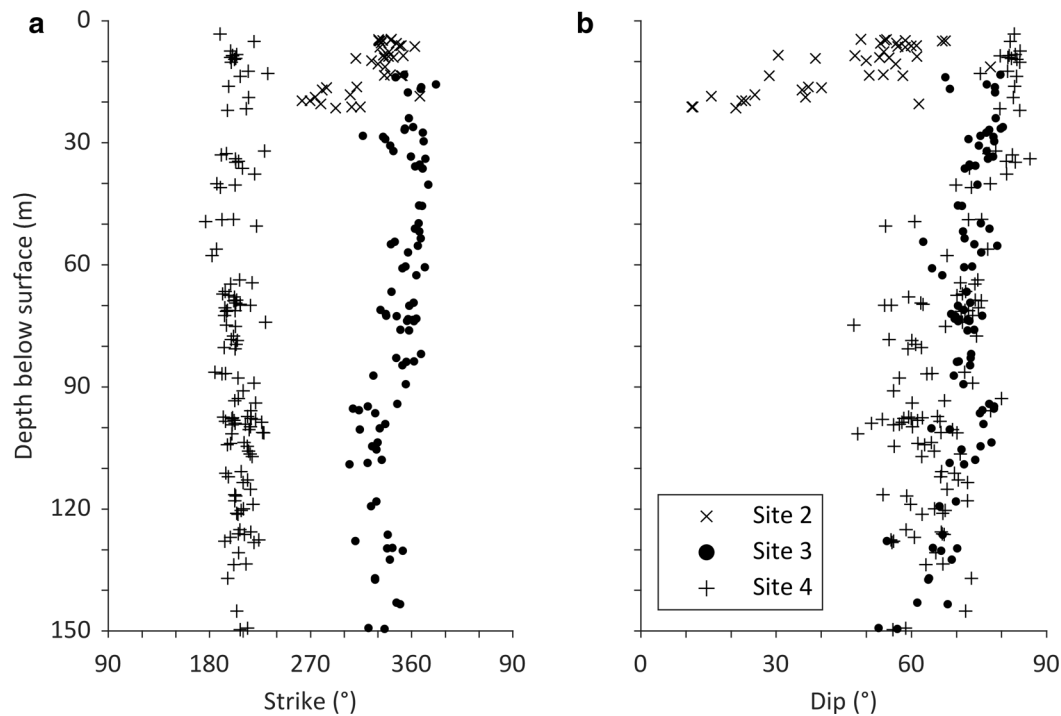 a
b
0
30
60
90
120
150
Depth below surface (m)
90 180 270 360 90
Strike (°)
Site 2
Site 3
Site 4
0 30 60 90
Dip (°)